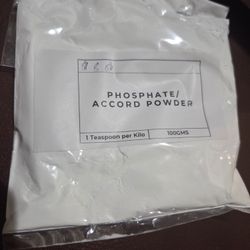 PHOSPHATE/
ACCORD POWDER
1 Teaspoon per Kilo
100GMS